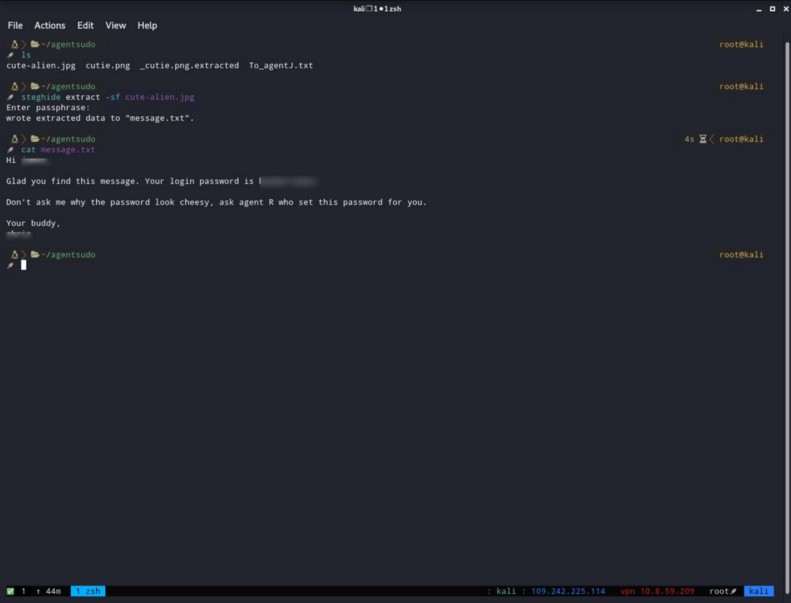 kali 1 1 zsh
File Actions Edit View Help
~/agentsudo root@kali
ls
cute-alien.jpg cutie.png _cutie.png.extracted To_agentJ.txt
~/agentsudo root@kali
steghide extract -sf cute-alien.jpg
Enter passphrase:
wrote extracted data to "message.txt".
~/agentsudo 4s root@kali
cat message.txt
Hi
Glad you find this message. Your login password is
Don't ask me why the password look cheesy, ask agent R who set this password for you.
Your buddy,
~/agentsudo root@kali
1 ↑ 44m 1 zsh : kali : 109.242.225.114 vpn 10.8.59.209 root kali